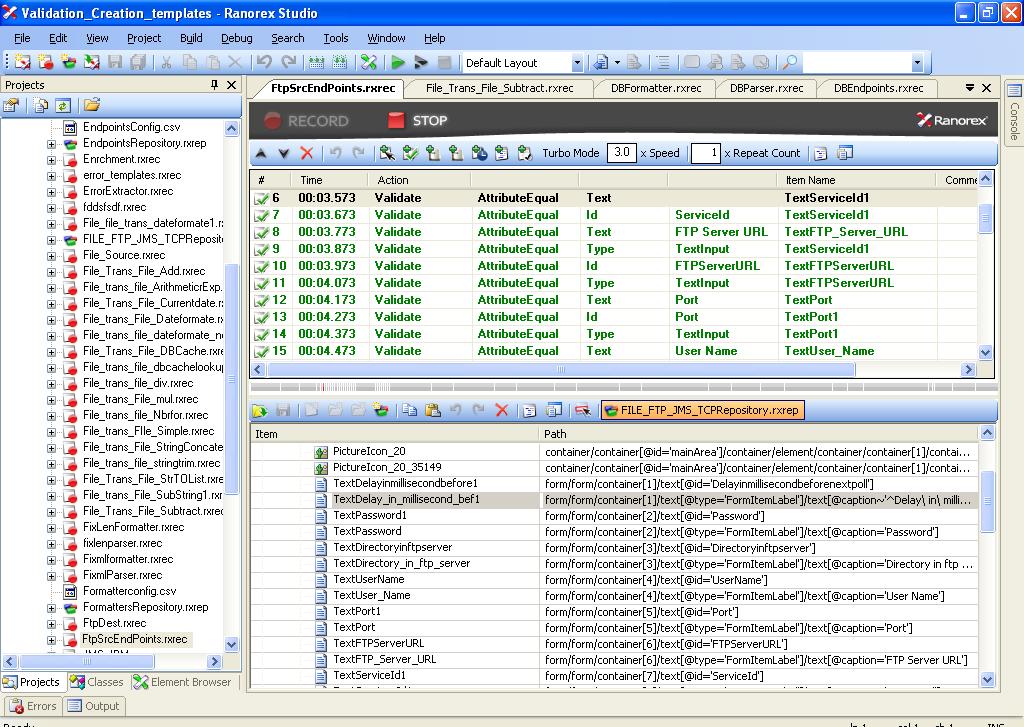 Validation_Creation_templates - Ranorex Studio
File Edit View Project Build Debug Search Tools Window Help
Default Layout
Projects
FtpSrcEndPoints.rxrec File_Trans_File_Subtract.rxrec DBFormatter.rxrec DBParser.rxrec DBEndpoints.rxrec
Console
EndpointsConfig.csv
EndpointsRepository.rxrep
Enrchment.rxrec
error_templates.rxrec
ErrorExtractor.rxrec
fddsfsdf.rxrec
File_file_trans_dateformate1.r
FILE_FTP_JMS_TCPReposit
File_Source.rxrec
File_Trans_File_Add.rxrec
File_trans_File_ArithmeticrExp.
File_Trans_File_Currentdate.r
File_Trans_File_Dateformate.r
File_trans_file_dateformate_n
File_Trans_File_DBCache.rxrec
File_trans_file_dbcachelookup
File_trans_file_div.rxrec
File_Trans_File_mul.rxrec
File_trans_file_Nbrfor.rxrec
File_trans_FIle_Simple.rxrec
File_Trans_File_StringConcate
File_trans_file_stringtrim.rxrec
File_Trans_File_StrTOList.rxrec
File_trans_File_SubString1.rx
File_Trans_File_Subtract.rxrec
FixLenFormatter.rxrec
fixlenparser.rxrec
Fixmlformatter.rxrec
FixmlParser.rxrec
Formatterconfig.csv
FormattersRepository.rxrep
FtpDest.rxrec
FtpSrcEndPoints.rxrec
Projects Classes Element Browser
Errors Output
RECORD STOP Ranorex
Turbo Mode 3.0 x Speed 1 x Repeat Count
# Time Action Item Name Comme
6 00:03.573 Validate AttributeEqual Text TextServiceId1
7 00:03.673 Validate AttributeEqual Id ServiceId TextServiceId1
8 00:03.773 Validate AttributeEqual Text FTP Server URL TextFTP_Server_URL
9 00:03.873 Validate AttributeEqual Type TextInput TextServiceId1
10 00:03.973 Validate AttributeEqual Id FTPServerURL TextFTPServerURL
11 00:04.073 Validate AttributeEqual Type TextInput TextFTPServerURL
12 00:04.173 Validate AttributeEqual Text Port TextPort
13 00:04.273 Validate AttributeEqual Id Port TextPort1
14 00:04.373 Validate AttributeEqual Type TextInput TextPort1
15 00:04.473 Validate AttributeEqual Text User Name TextUser_Name
FILE_FTP_JMS_TCPRepository.rxrep
Item Path
PictureIcon_20 container/container[@id='mainArea']/container/element/container/container[1]/contai...
PictureIcon_20_35149 container/container[@id='mainArea']/container/element/container/container[1]/contai...
TextDelayinmillisecondbefore1 form/form/container[1]/text[@id='Delayinmillisecondbeforenextpoll']
TextDelay_in_millisecond_bef1 form/form/container[1]/text[@type='FormItemLabel']/text[@caption~'^Delay\ in\ milli...
TextPassword1 form/form/container[2]/text[@id='Password']
TextPassword form/form/container[2]/text[@type='FormItemLabel']/text[@caption='Password']
TextDirectoryinftpserver form/form/container[3]/text[@id='Directoryinftpserver']
TextDirectory_in_ftp_server form/form/container[3]/text[@type='FormItemLabel']/text[@caption='Directory in ftp ...
TextUserName form/form/container[4]/text[@id='UserName']
TextUser_Name form/form/container[4]/text[@type='FormItemLabel']/text[@caption='User Name']
TextPort1 form/form/container[5]/text[@id='Port']
TextPort form/form/container[5]/text[@type='FormItemLabel']/text[@caption='Port']
TextFTPServerURL form/form/container[6]/text[@id='FTPServerURL']
TextFTP_Server_URL form/form/container[6]/text[@type='FormItemLabel']/text[@caption='FTP Server URL']
TextServiceId1 form/form/container[7]/text[@id='ServiceId']